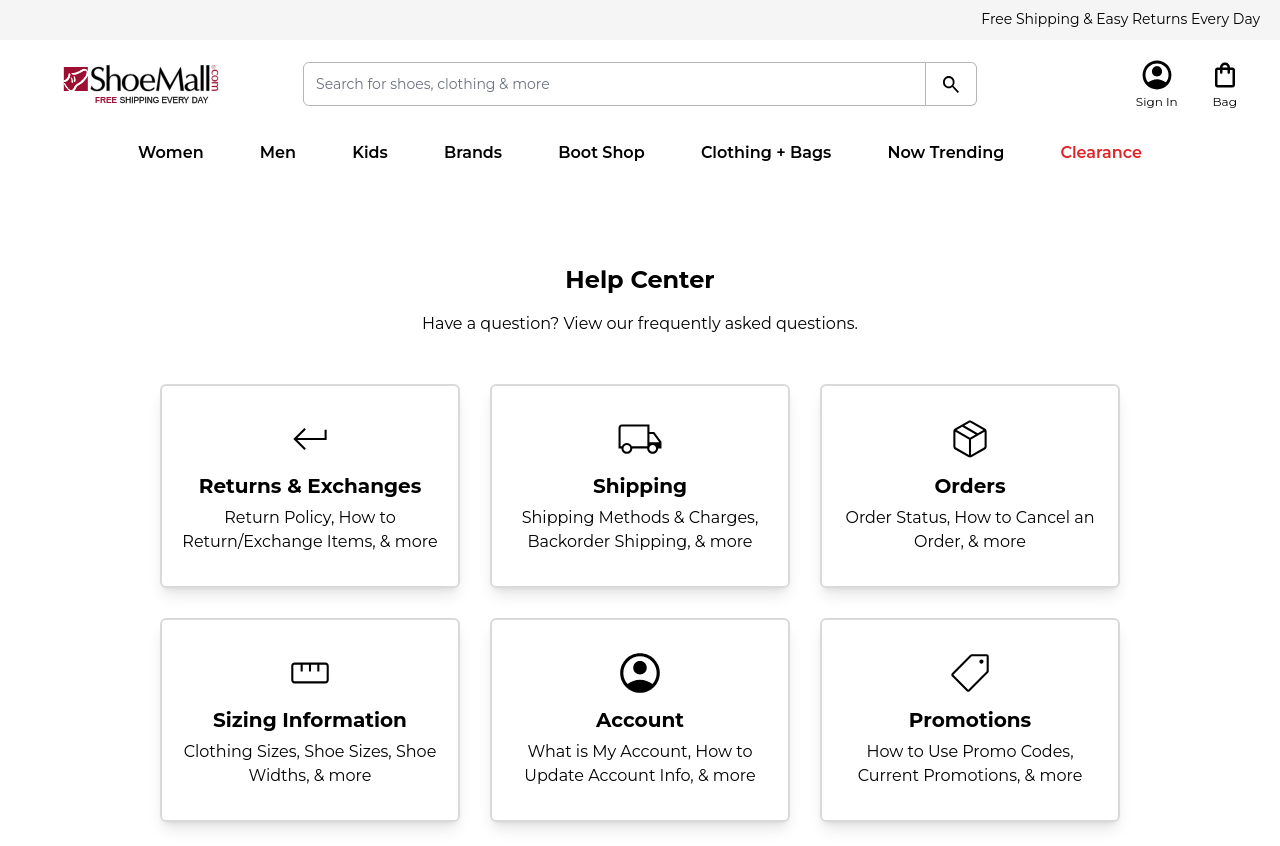 Free Shipping & Easy Returns Every Day
ShoeMall.com®
FREE SHIPPING EVERY DAY
Search for shoes, clothing & more
Sign In
Bag
Women
Men
Kids
Brands
Boot Shop
Clothing + Bags
Now Trending
Clearance
Help Center
Have a question? View our frequently asked questions.
Returns & Exchanges
Return Policy, How to
Return/Exchange Items, & more
Shipping
Shipping Methods & Charges,
Backorder Shipping, & more
Orders
Order Status, How to Cancel an
Order, & more
Sizing Information
Clothing Sizes, Shoe Sizes, Shoe
Widths, & more
Account
What is My Account, How to
Update Account Info, & more
Promotions
How to Use Promo Codes,
Current Promotions, & more